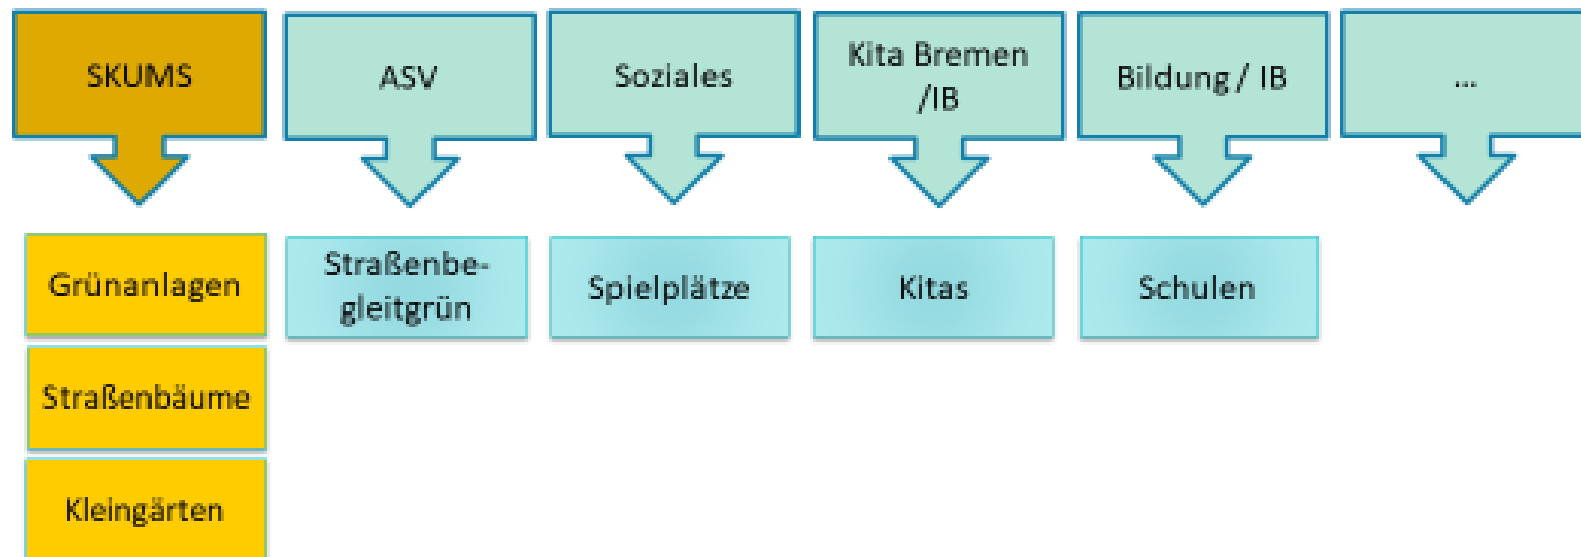 SKUMS
ASV
Soziales
Kita Bremen
/IB
Bildung / IB
...
Grünanlagen
Straßenbe-
gleitgrün
Spielplätze
Kitas
Schulen
Straßenbäume
Kleingärten